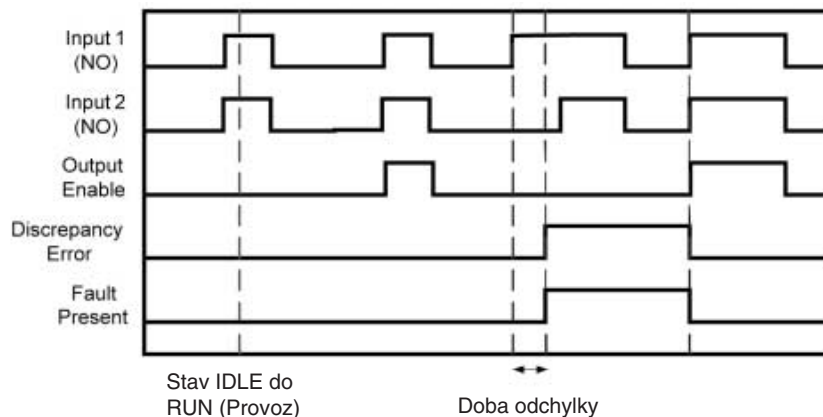 Input 1
(NO)
Input 2
(NO)
Output
Enable
Discrepancy
Error
Fault
Present
Stav IDLE do
RUN (Provoz)
Doba odchylky